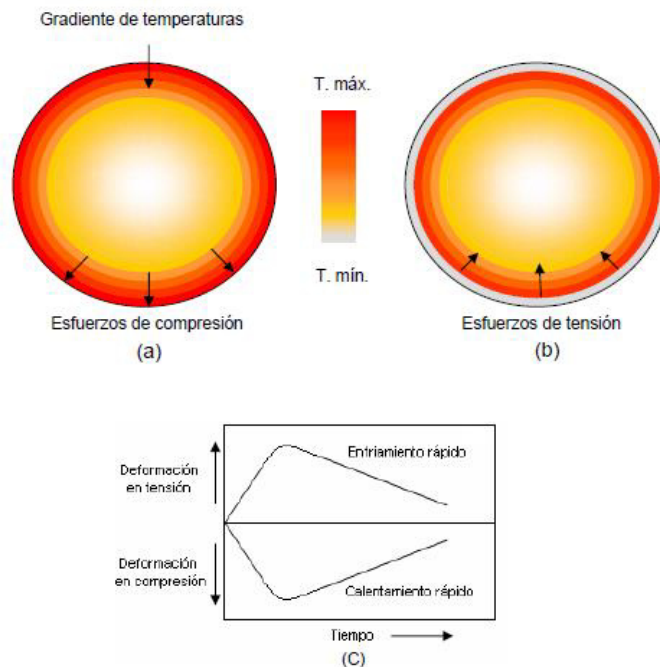 Gradiente de temperaturas
T. máx.
T. mín.
Esfuerzos de compresión
(a)
Esfuerzos de tensión
(b)
Deformación
en tensión
Entriamiento rápido
Deformación
en compresión
Calentamiento rápido
Tiempo
(C)